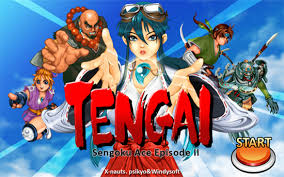 TENGAI
Sengoku Ace Episode II
START
X-nauts, psikyo&Windysoft